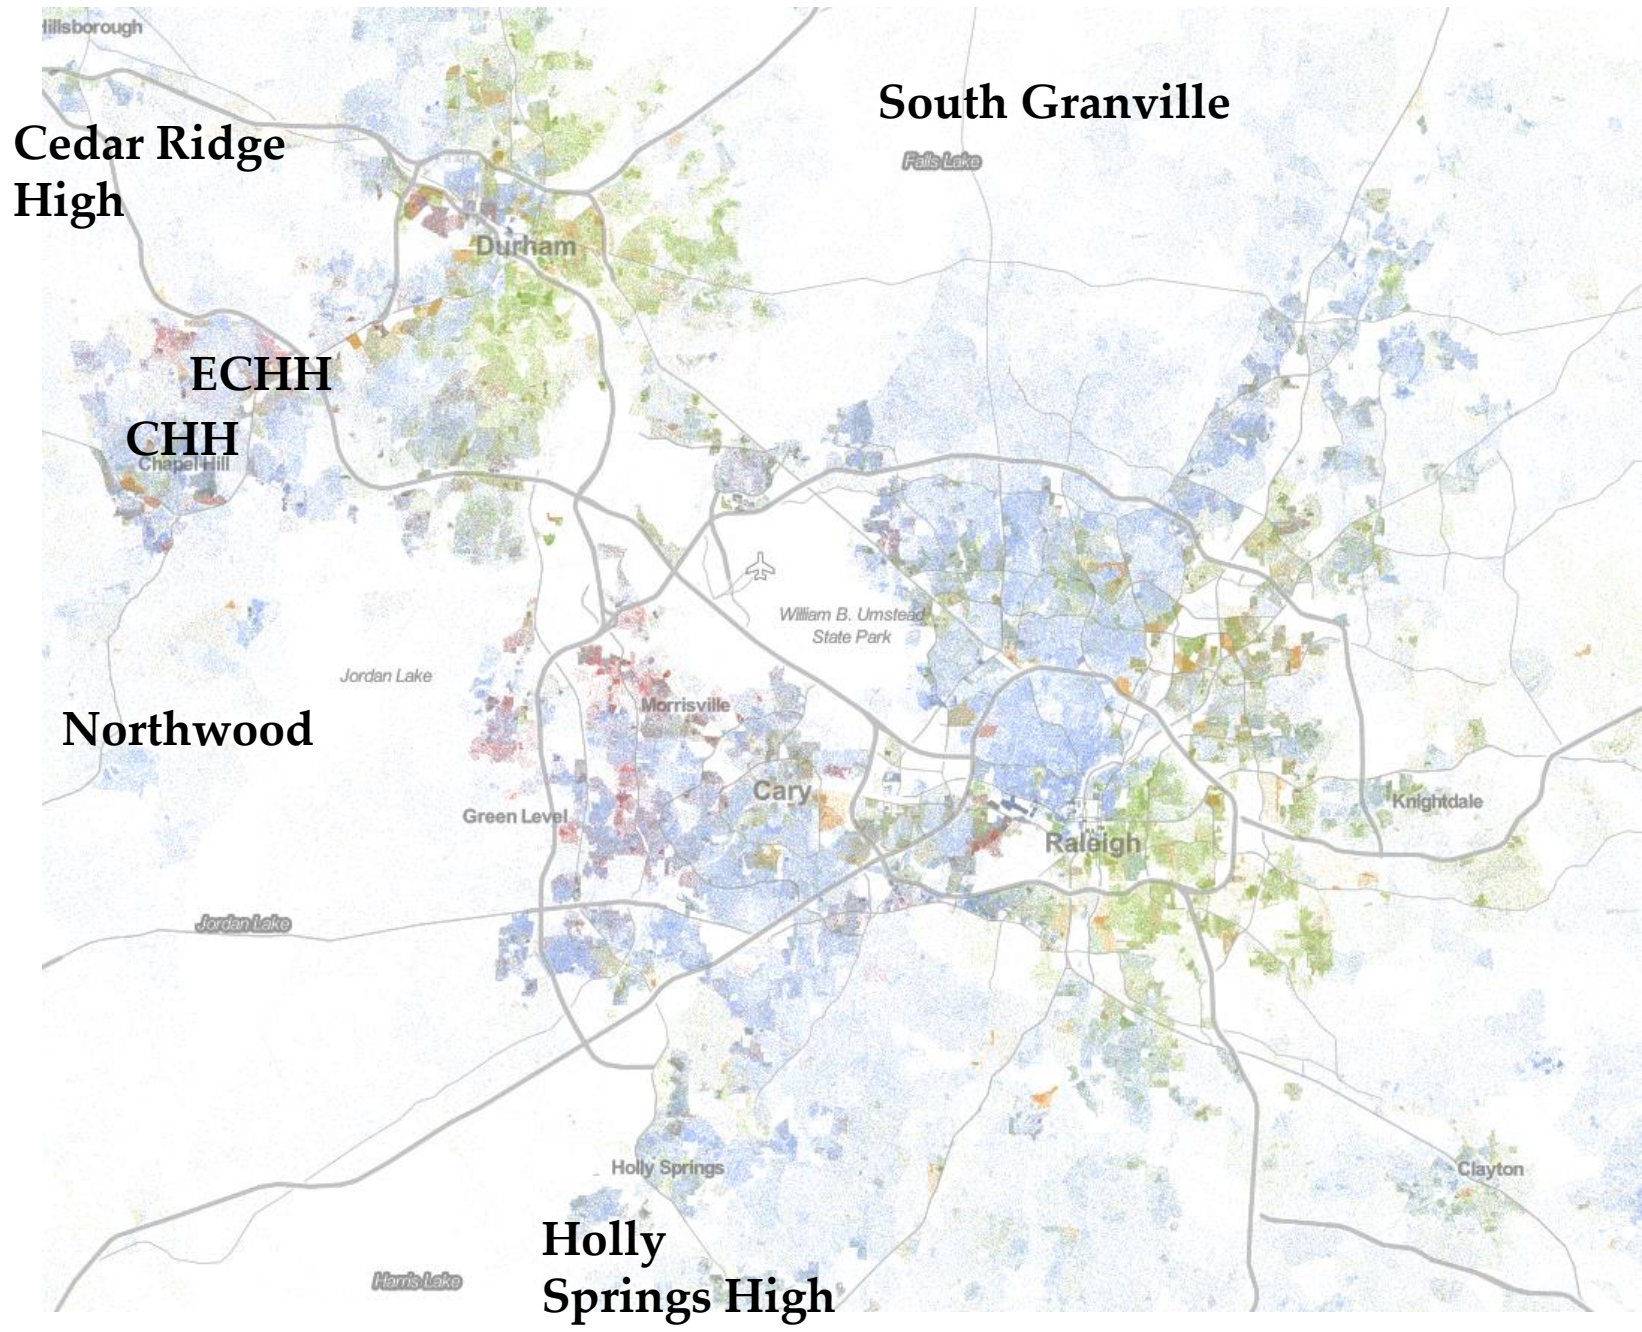 Hillsborough
South Granville
Cedar Ridge
High
Falls Lake
Durham
ECHH
CHH
Chapel Hill
William B. Umstead
State Park
Jordan Lake
Morrisville
Northwood
Cary
Knightdale
Green Level
Raleigh
Jordan Lake
Holly Springs
Clayton
Holly
Springs High
Harris Lake